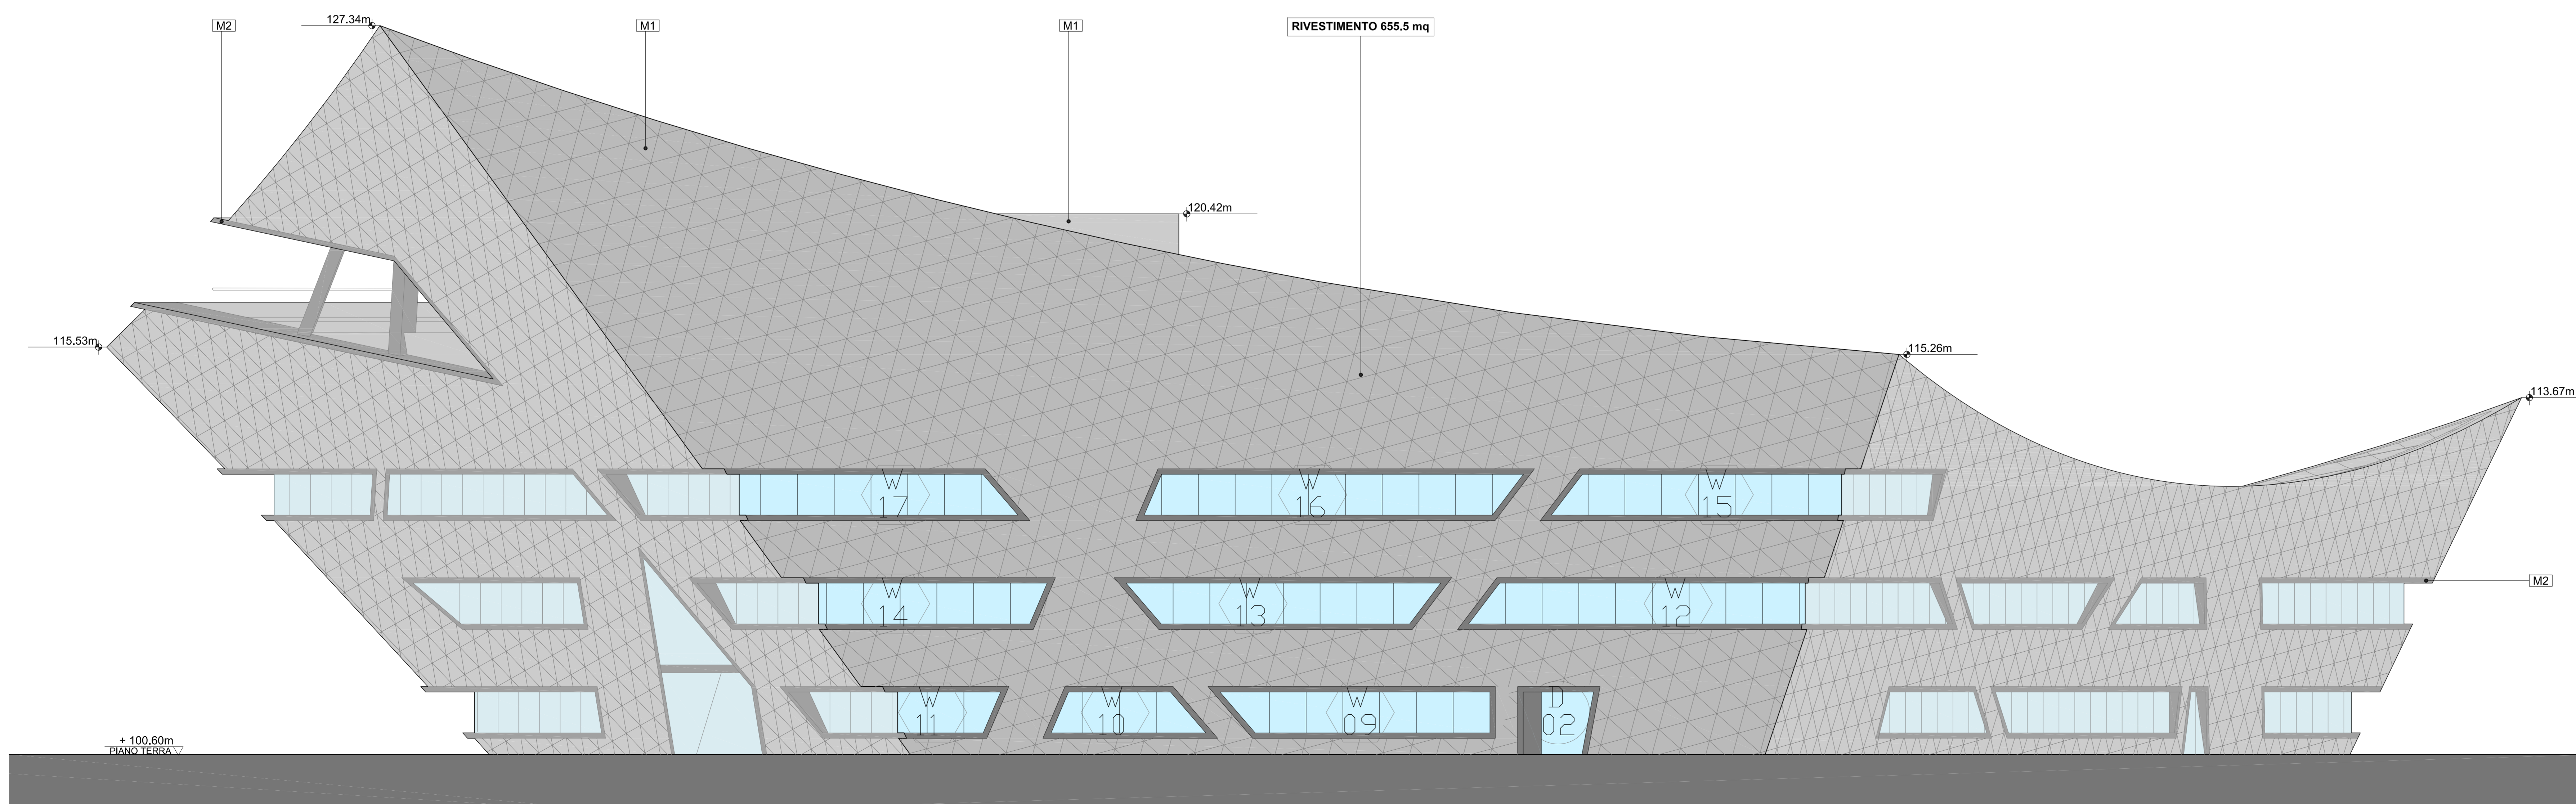 127.34m
M2
M1
M1
RIVESTIMENTO 655.5 mq
120.42m
115.53m
115.26m
113.67m
W
17
W
16
W
15
W
14
W
13
W
12
M2
W
11
W
10
W
09
D
02
+ 100.60m
PIANO TERRA